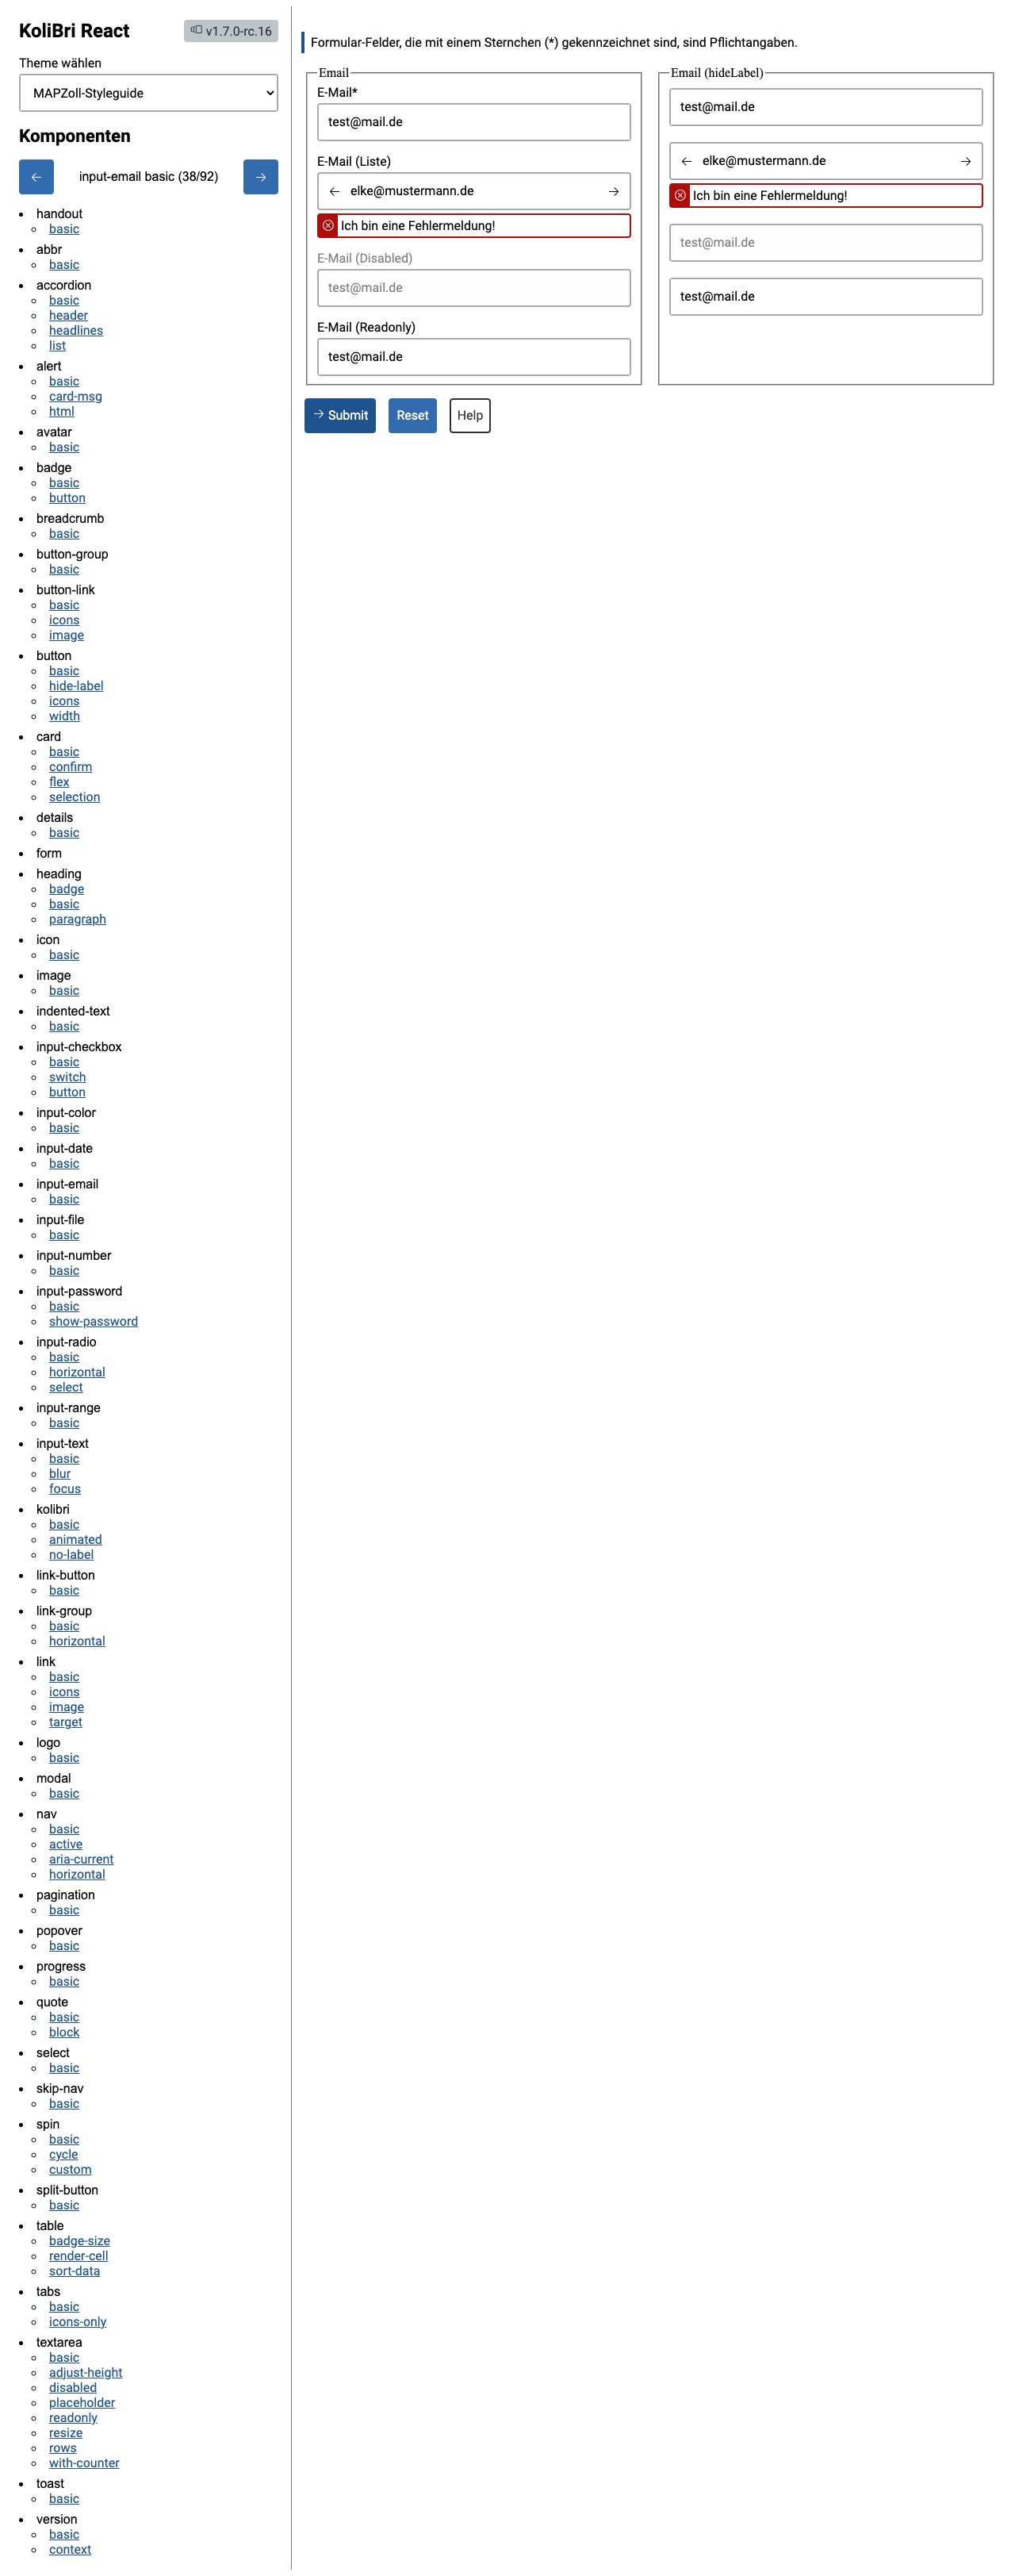 KoliBri React
v1.7.0-rc.16
Theme wählen
MAPZoll-Styleguide
Komponenten
input-email basic (38/92)
handout
basic
abbr
basic
accordion
basic
header
headlines
list
alert
basic
card-msg
html
avatar
basic
badge
basic
button
breadcrumb
basic
button-group
basic
button-link
basic
icons
image
button
basic
hide-label
icons
width
card
basic
confirm
flex
selection
details
basic
form
heading
badge
basic
paragraph
icon
basic
image
basic
indented-text
basic
input-checkbox
basic
switch
button
input-color
basic
input-date
basic
input-email
basic
input-file
basic
input-number
basic
input-password
basic
show-password
input-radio
basic
horizontal
select
input-range
basic
input-text
basic
blur
focus
kolibri
basic
animated
no-label
link-button
basic
link-group
basic
horizontal
link
basic
icons
image
target
logo
basic
modal
basic
nav
basic
active
aria-current
horizontal
pagination
basic
popover
basic
progress
basic
quote
basic
block
select
basic
skip-nav
basic
spin
basic
cycle
custom
split-button
basic
table
badge-size
render-cell
sort-data
tabs
basic
icons-only
textarea
basic
adjust-height
disabled
placeholder
readonly
resize
rows
with-counter
toast
basic
version
basic
context
Formular-Felder, die mit einem Sternchen (*) gekennzeichnet sind, sind Pflichtangaben.
Email
E-Mail*
test@mail.de
E-Mail (Liste)
elke@mustermann.de
Ich bin eine Fehlermeldung!
E-Mail (Disabled)
test@mail.de
E-Mail (Readonly)
test@mail.de
Email (hideLabel)
test@mail.de
elke@mustermann.de
Ich bin eine Fehlermeldung!
test@mail.de
test@mail.de
Submit
Reset
Help